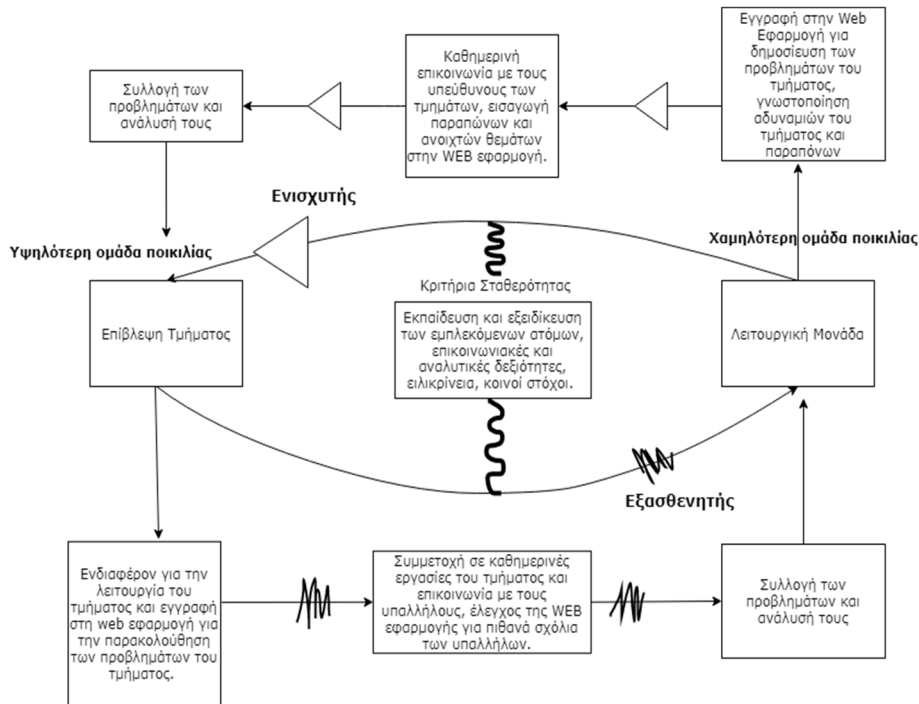 Εγγραφή στην Web
Εφαρμογή για
δημοσίευση των
προβλημάτων του
τμήματος,
γνωστοποίηση
αδυναμιών του
τμήματος και
παραπόνων
Καθημερινή
επικοινωνία με τους
υπεύθυνους των
τμημάτων, εισαγωγή
παραπώνων και
ανοιχτών θεμάτων
στην WEB εφαρμογή.
Συλλογή των
προβλημάτων και
ανάλυσή τους
Ενισχυτής
Υψηλότερη ομάδα ποικιλίας
Χαμηλότερη ομάδα ποικιλίας
Κριτήρια Σταθερότητας
Επίβλεψη Τμήματος
Εκπαίδευση και εξειδίκευση
των εμπλεκόμενων ατόμων,
επικοινωνιακές και
αναλυτικές δεξιότητες,
ειλικρίνεια, κοινοί στόχοι.
Λειτουργική Μονάδα
Εξασθενητής
Ενδιαφέρον για την
λειτουργία του
τμήματος και εγγραφή
στη web εφαρμογή για
την παρακολούθηση
των προβλημάτων του
τμήματος.
Συμμετοχή σε καθημερινές
εργασίες του τμήματος και
επικοινωνία με τους
υπαλλήλους, έλεγχος της WEB
εφαρμογής για πιθανά σχόλια
των υπαλλήλων.
Συλλογή των
προβλημάτων και
ανάλυσή τους